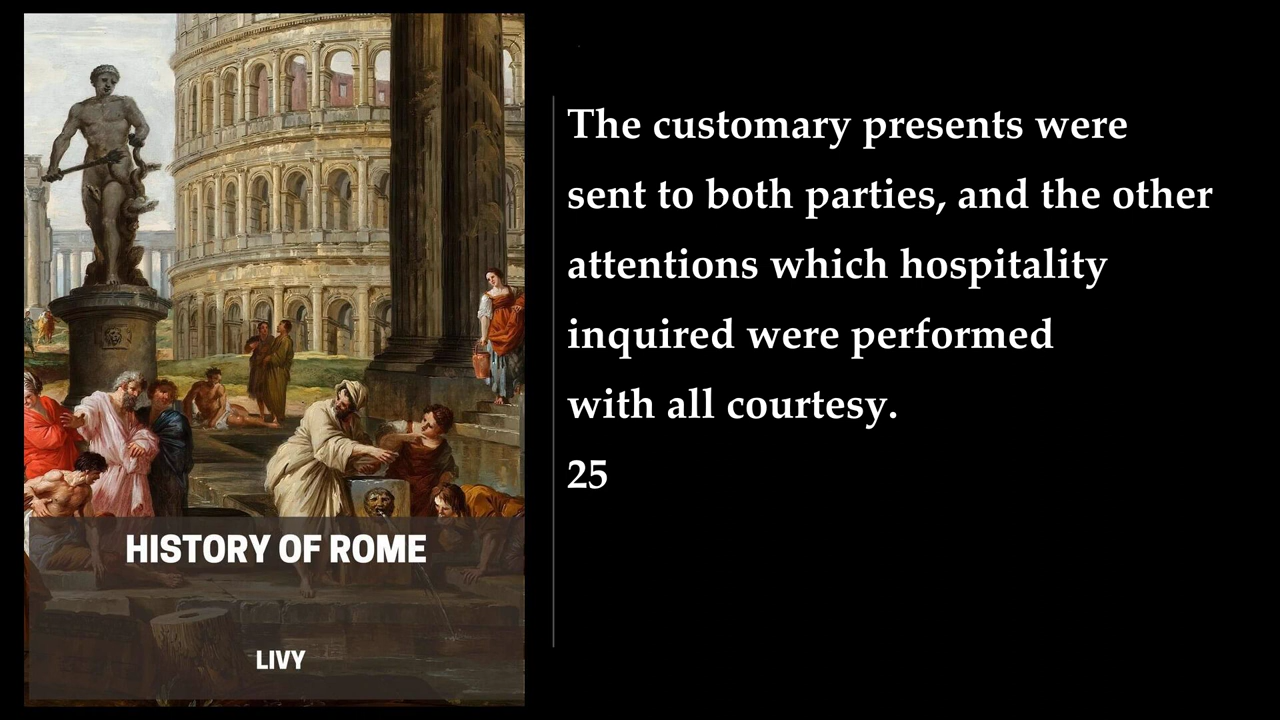 HISTORY OF ROME
LIVY
The customary presents were
sent to both parties, and the other
attentions which hospitality
inquired were performed
with all courtesy.
25